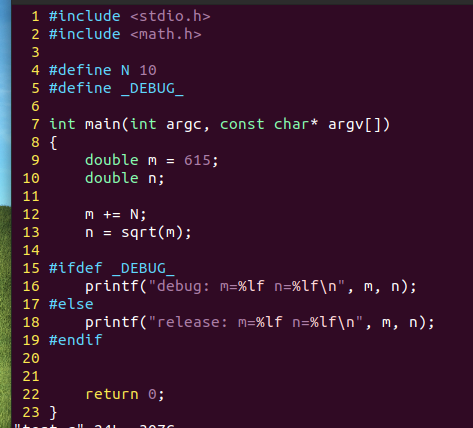 1 #include <stdio.h>
2 #include <math.h>
3
4 #define N 10
5 #define _DEBUG_
6
7 int main(int argc, const char* argv[])
8 {
9     double m = 615;
10     double n;
11
12     m += N;
13     n = sqrt(m);
14
15 #ifdef _DEBUG_
16     printf("debug: m=%lf n=%lf\n", m, n);
17 #else
18     printf("release: m=%lf n=%lf\n", m, n);
19 #endif
20
21
22     return 0;
23 }